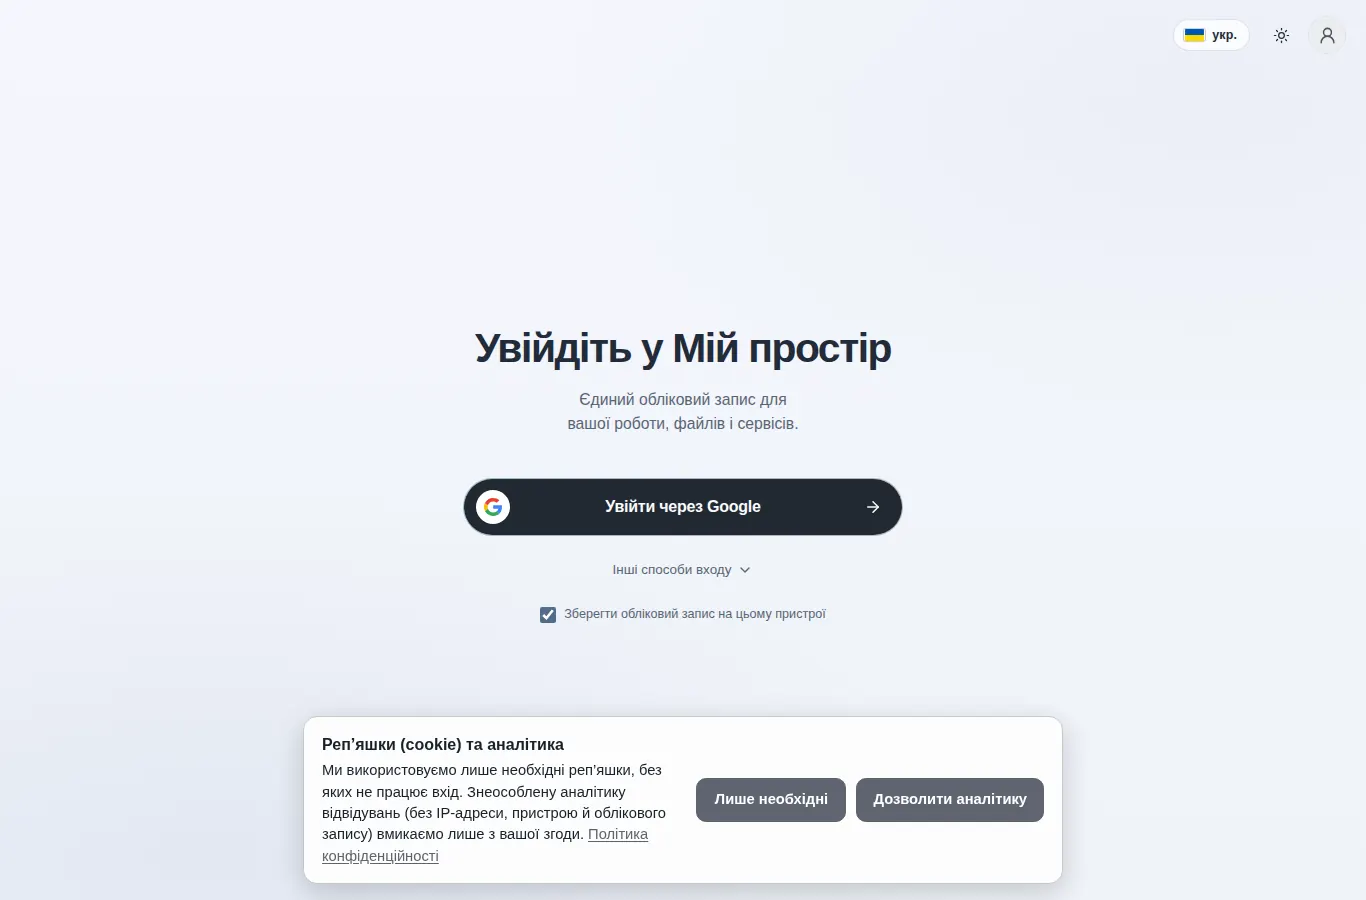 укр.
Увійдіть у Мій простір
Єдиний обліковий запис для
вашої роботи, файлів і сервісів.
Увійти через Google
Інші способи входу
Зберегти обліковий запис на цьому пристрої
Реп’яшки (cookie) та аналітика
Ми використовуємо лише необхідні реп’яшки, без
яких не працює вхід. Знеособлену аналітику
відвідувань (без IP-адреси, пристрою й облікового
запису) вмикаємо лише з вашої згоди. Політика
конфіденційності
Лише необхідні
Дозволити аналітику